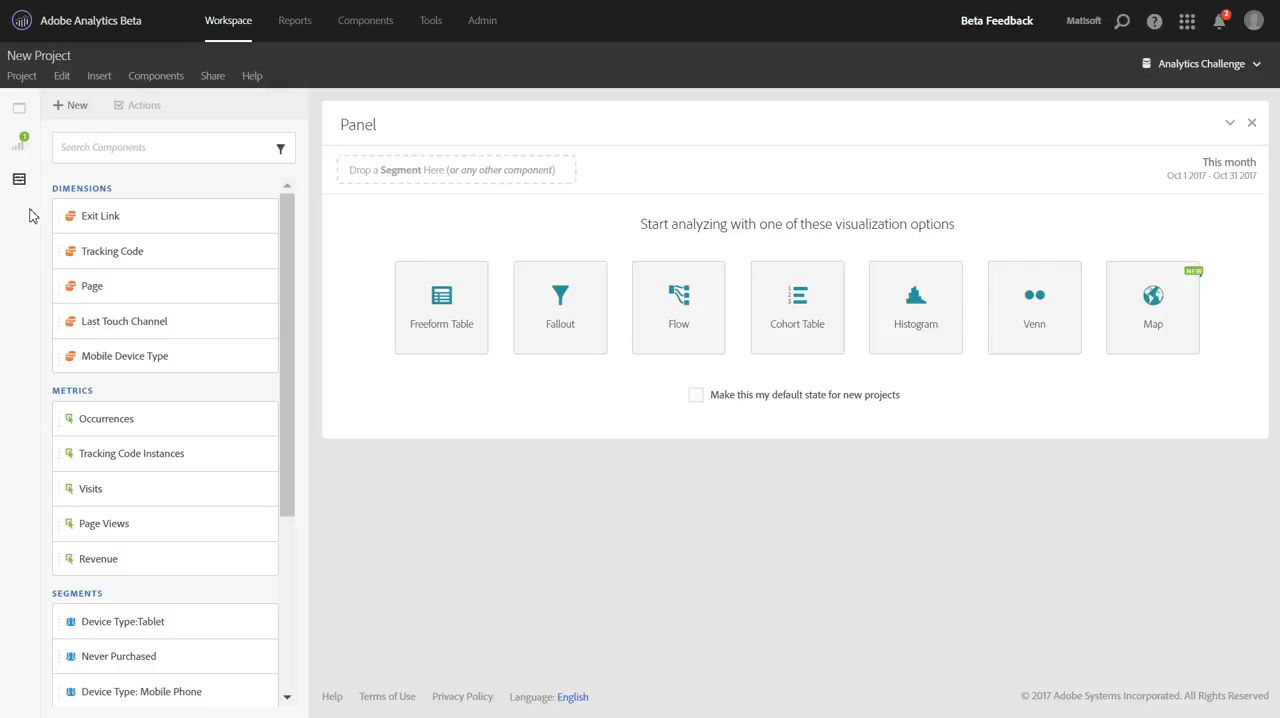 Adobe Analytics Beta
Workspace Reports Components Tools Admin
Beta Feedback Matisoft 2
New Project
Project Edit Insert Components Share Help
Analytics Challenge
1
New Actions
Search Components
DIMENSIONS
Exit Link
Tracking Code
Page
Last Touch Channel
Mobile Device Type
METRICS
Occurrences
Tracking Code Instances
Visits
Page Views
Revenue
SEGMENTS
Device Type:Tablet
Never Purchased
Device Type: Mobile Phone
Panel
Drop a Segment Here (or any other component)
This month
Oct 1 2017 - Oct 31 2017
Start analyzing with one of these visualization options
NEW
Freeform Table Fallout Flow Cohort Table Histogram Venn Map
Make this my default state for new projects
Help Terms of Use Privacy Policy Language: English
© 2017 Adobe Systems Incorporated. All Rights Reserved